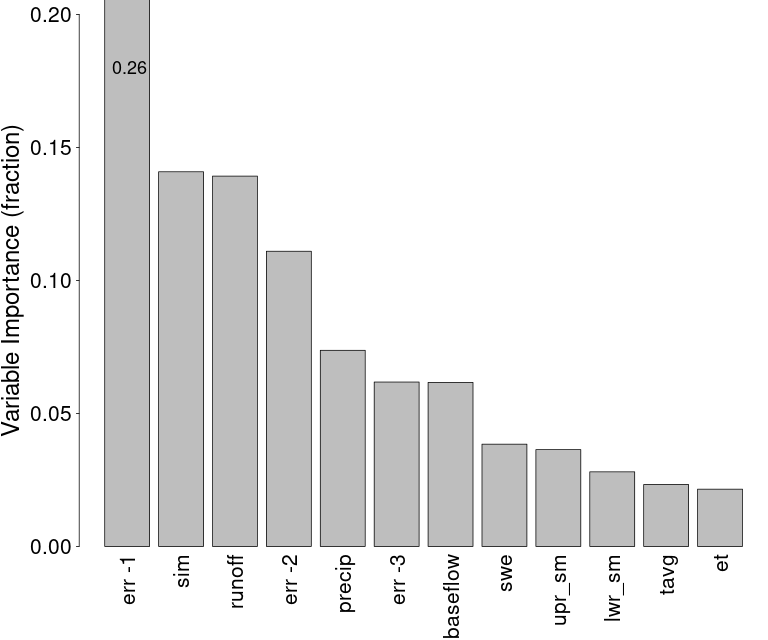 0.20
0.26
0.15
0.10
0.05
0.00
Variable Importance (fraction)
err -1
sim
runoff
err -2
precip
err -3
baseflow
swe
upr_sm
lwr_sm
tavg
et